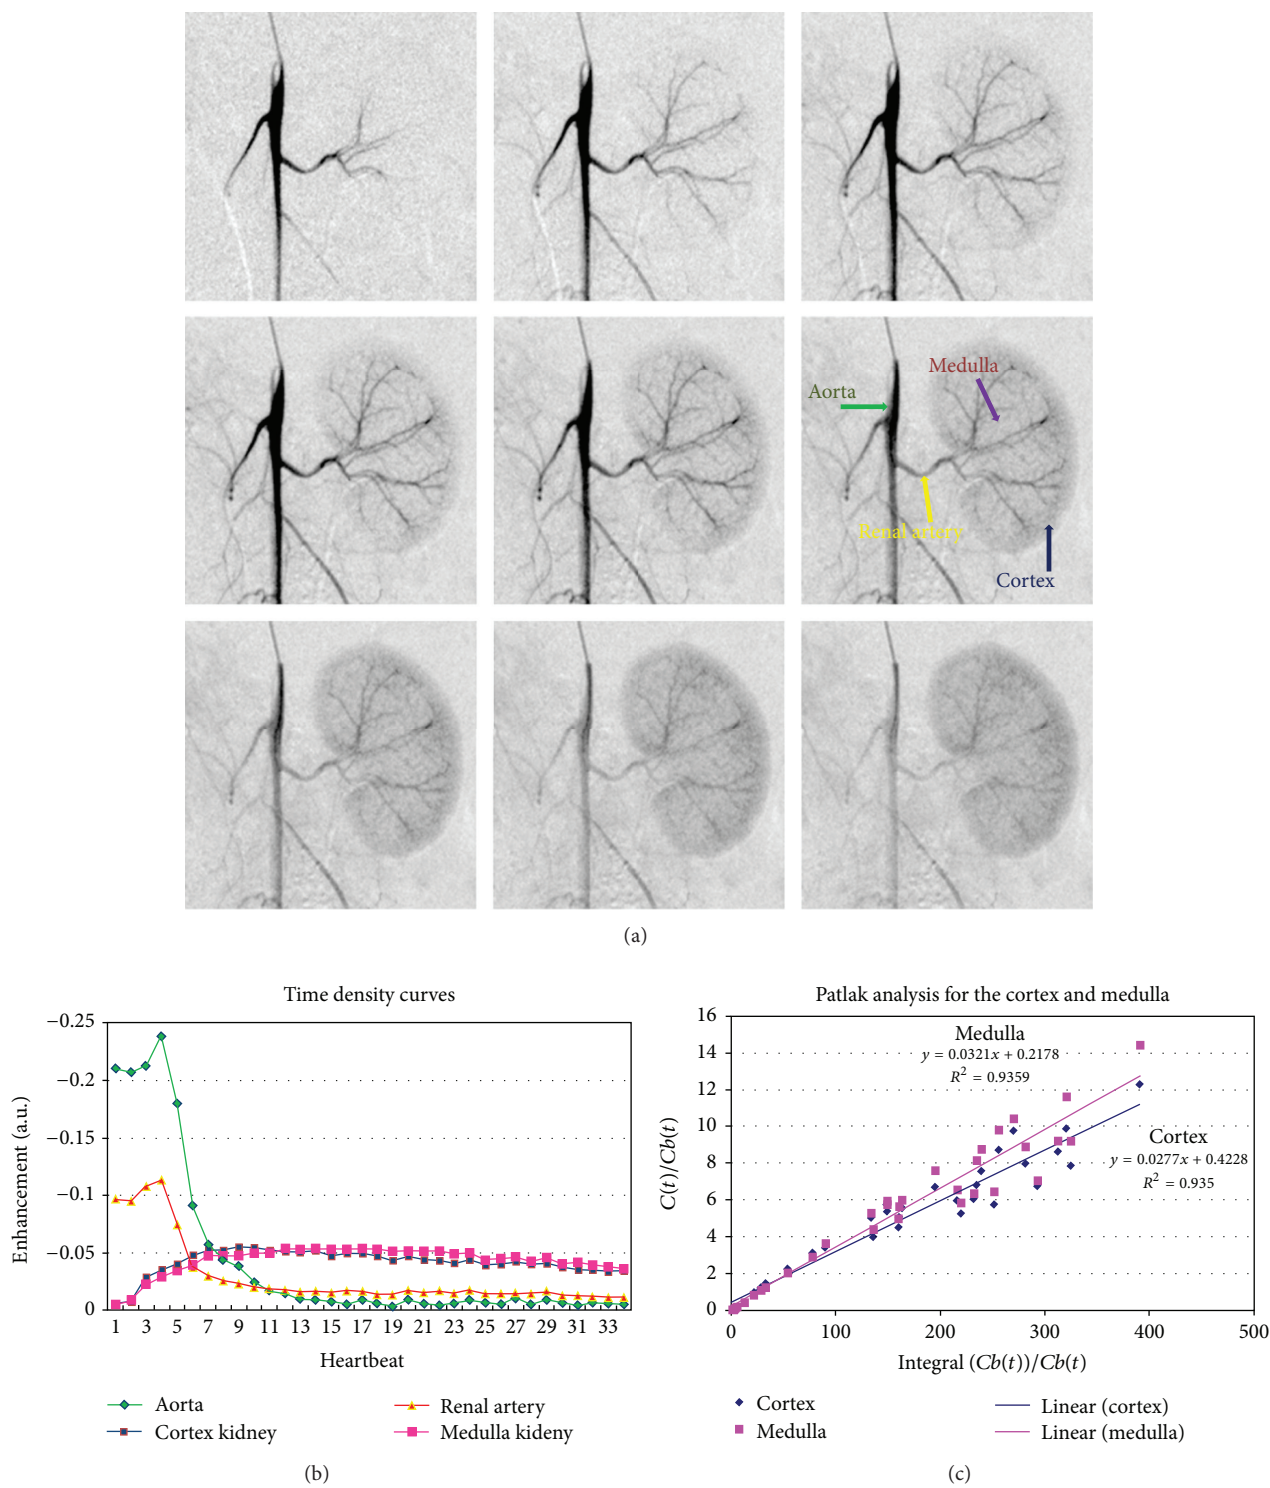 Medulla
Aorta
Renal artery
Cortex
(a)
Time density curves
−0.25
−0.2
−0.15
−0.1
−0.05
0
Enhancement (a.u.)
1 3 5 7 9 11 13 15 17 19 21 23 25 27 29 31 33
Heartbeat
Aorta
Renal artery
Cortex kidney
Medulla kideny
(b)
Patlak analysis for the cortex and medulla
16
14
12
10
8
6
4
2
0
C(t)/Cb(t)
Medulla
y = 0.0321x + 0.2178
R² = 0.9359
Cortex
y = 0.0277x + 0.4228
R² = 0.935
0 100 200 300 400 500
Integral (Cb(t))/Cb(t)
Cortex
Linear (cortex)
Medulla
Linear (medulla)
(c)